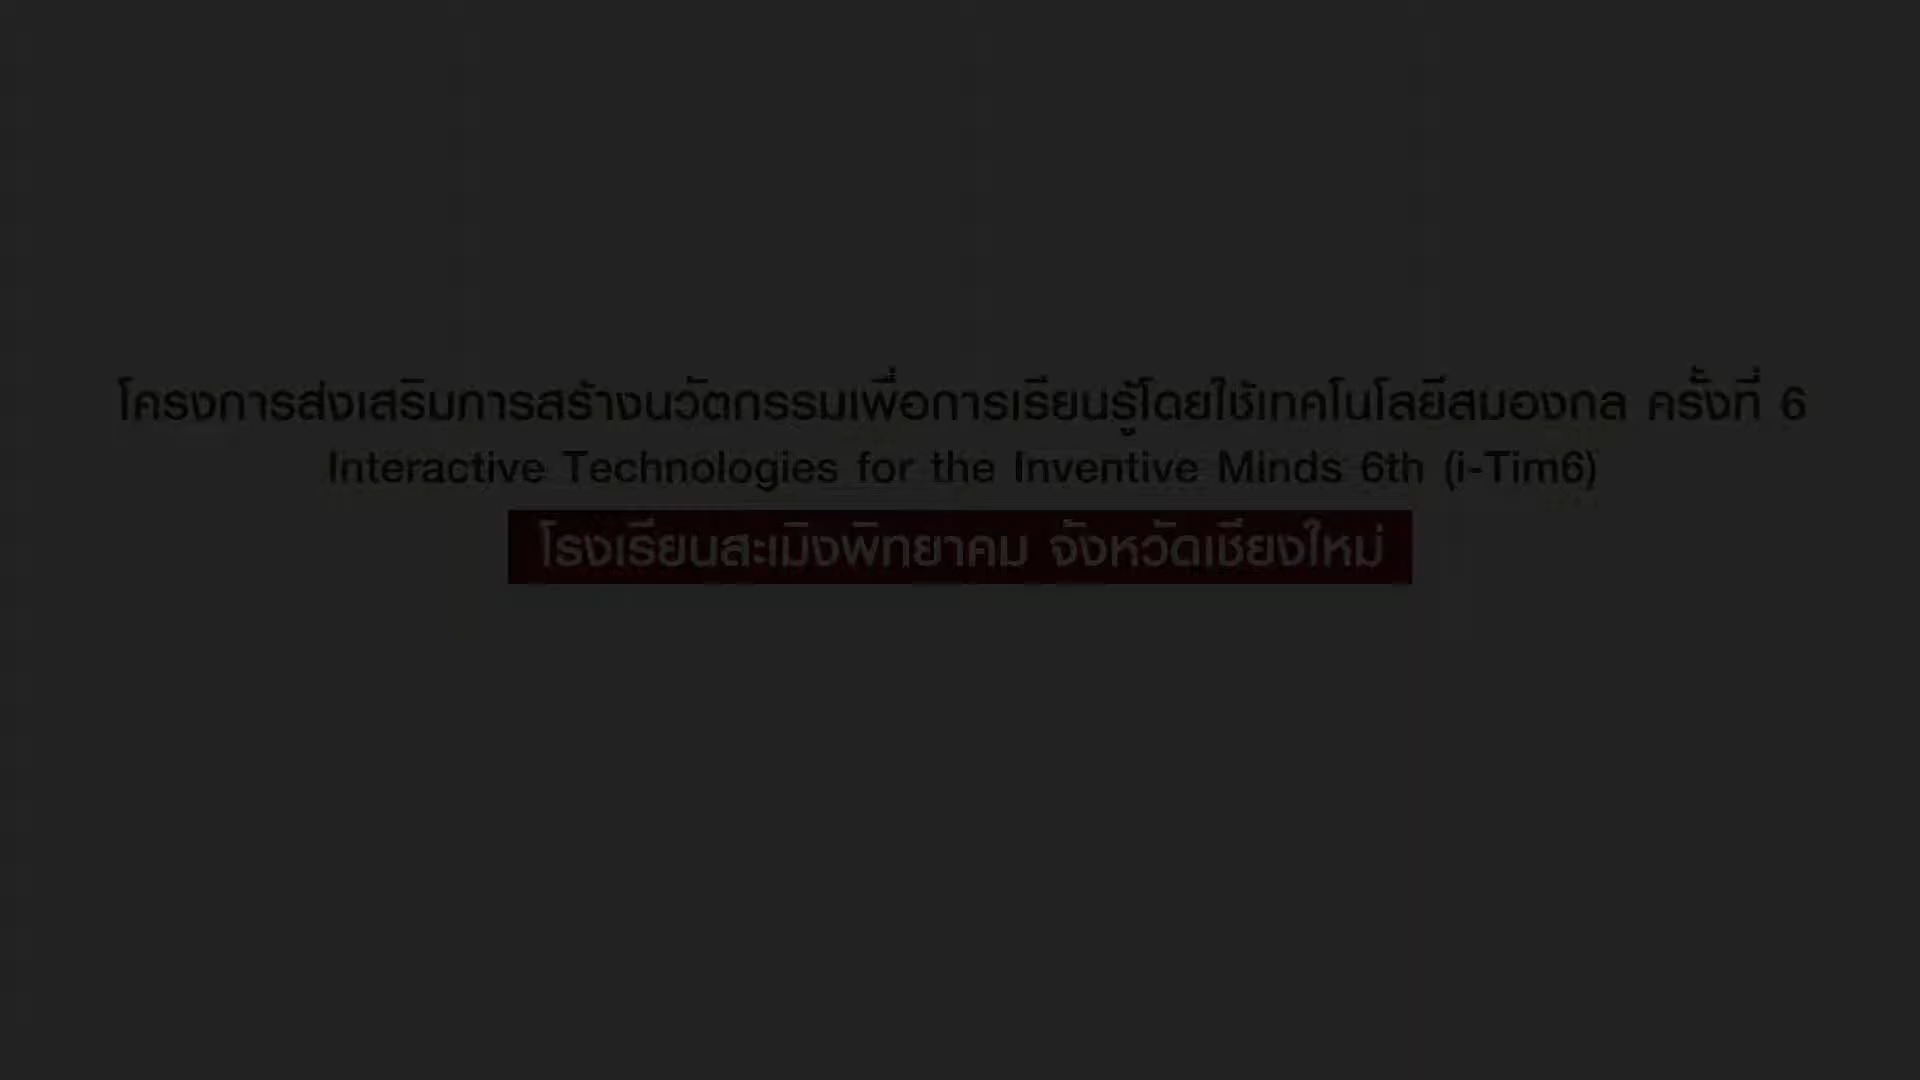 โครงการส่งเสริมการสร้างนวัตกรรมเพื่อการเรียนรู้โดยใช้เทคโนโลยีสมองกล ครั้งที่ 6
Interactive Technologies for the Inventive Minds 6th (i-Tim6)
โรงเรียนสะเมิงพิทยาคม จังหวัดเชียงใหม่